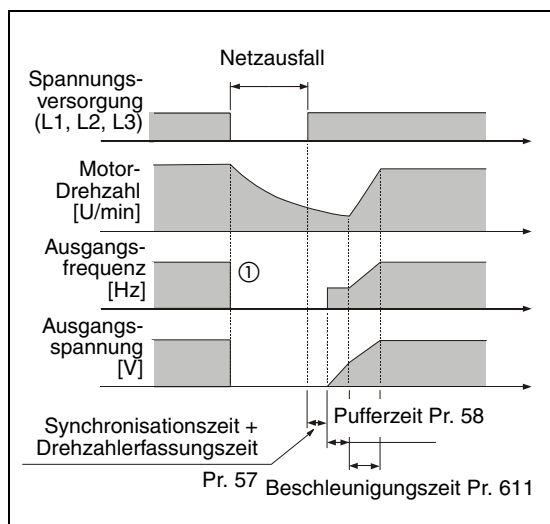 Netzausfall
Spannungs-
versorgung
(L1, L2, L3)
Motor-
Drehzahl
[U/min]
Ausgangs-
frequenz
[Hz]
①
Ausgangs-
spannung
[V]
Synchronisationszeit +
Drehzahlerfassungszeit
Pr. 57
Pufferzeit Pr. 58
Beschleunigungszeit Pr. 611